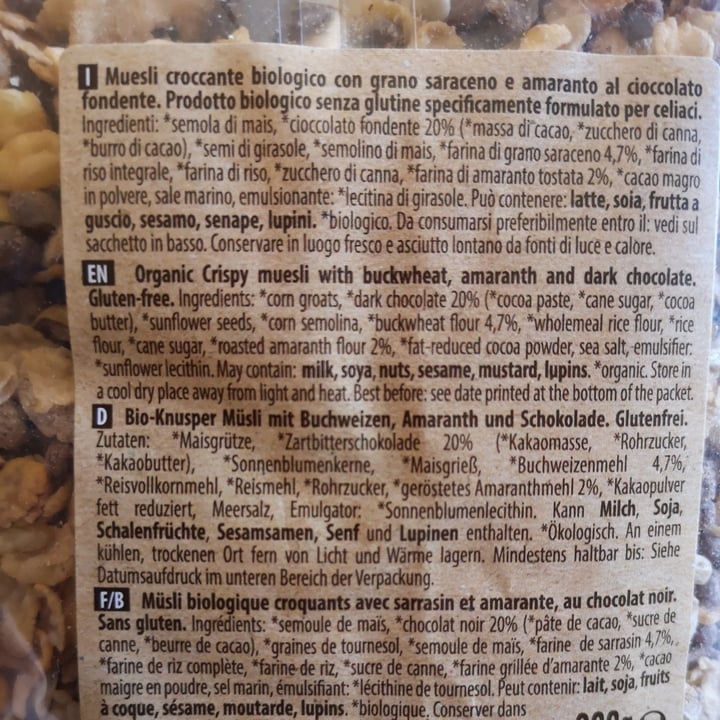 I Muesli croccante biologico con grano saraceno e amaranto al cioccolato
fondente. Prodotto biologico senza glutine specificamente formulato per celiaci.
Ingredienti: *semola di mais, *cioccolato fondente 20% (*massa di cacao, *zucchero di canna,
*burro di cacao), *semi di girasole, *semolino di mais, *farina di grano saraceno 4,7%, *farina di
riso integrale, *farina di riso, *zucchero di canna, *farina di amaranto tostata 2%, *cacao magro
in polvere, sale marino, emulsionante: *lecitina di girasole. Può contenere: latte, soia, frutta a
guscio, sesamo, senape, lupini. *biologico. Da consumarsi preferibilmente entro il: vedi sul
sacchetto in basso. Conservare in luogo fresco e asciutto lontano da fonti di luce e calore.
EN Organic Crispy muesli with buckwheat, amaranth and dark chocolate.
Gluten-free. Ingredients: *corn groats, *dark chocolate 20% (*cocoa paste, *cane sugar, *cocoa
butter), *sunflower seeds, *corn semolina, *buckwheat flour 4,7%, *wholemeal rice flour, *rice
flour, *cane sugar, *roasted amaranth flour 2%, *fat-reduced cocoa powder, sea salt, emulsifier:
*sunflower lecithin. May contain: milk, soya, nuts, sesame, mustard, lupins. *organic. Store in
a cool dry place away from light and heat. Best before: see date printed at the bottom of the packet.
D Bio-Knusper Müsli mit Buchweizen, Amaranth und Schokolade. Glutenfrei.
Zutaten: *Maisgrütze, *Zartbitterschokolade 20% (*Kakaomasse, *Rohrzucker,
*Kakaobutter), *Sonnenblumenkerne, *Maisgrieß, *Buchweizenmehl 4,7%,
*Reisvollkornmehl, *Reismehl, *Rohrzucker, *geröstetes Amaranthmehl 2%, *Kakaopulver
fett reduziert, Meersalz, Emulgator: *Sonnenblumenlecithin. Kann Milch, Soja,
Schalenfrüchte, Sesamsamen, Senf und Lupinen enthalten. *Ökologisch. An einem
kühlen, trockenen Ort fern von Licht und Wärme lagern. Mindestens haltbar bis: Siehe
Datumsaufdruck im unteren Bereich der Verpackung.
F/B Müsli biologique croquants avec sarrasin et amarante, au chocolat noir.
Sans gluten. Ingrédients: *semoule de maïs, *chocolat noir 20% (*pâte de cacao, *sucre de
canne, *beurre de cacao), *graines de tournesol, *semoule de maïs, *farine de sarrasin 4,7%,
*farine de riz complète, *farine de riz, *sucre de canne, *farine grillée d'amarante 2%, *cacao
maigre en poudre, sel marin, émulsifiant: *lécithine de tournesol. Peut contenir: lait, soja, fruits
à coque, sésame, moutarde, lupins. *biologique. Conserver dans